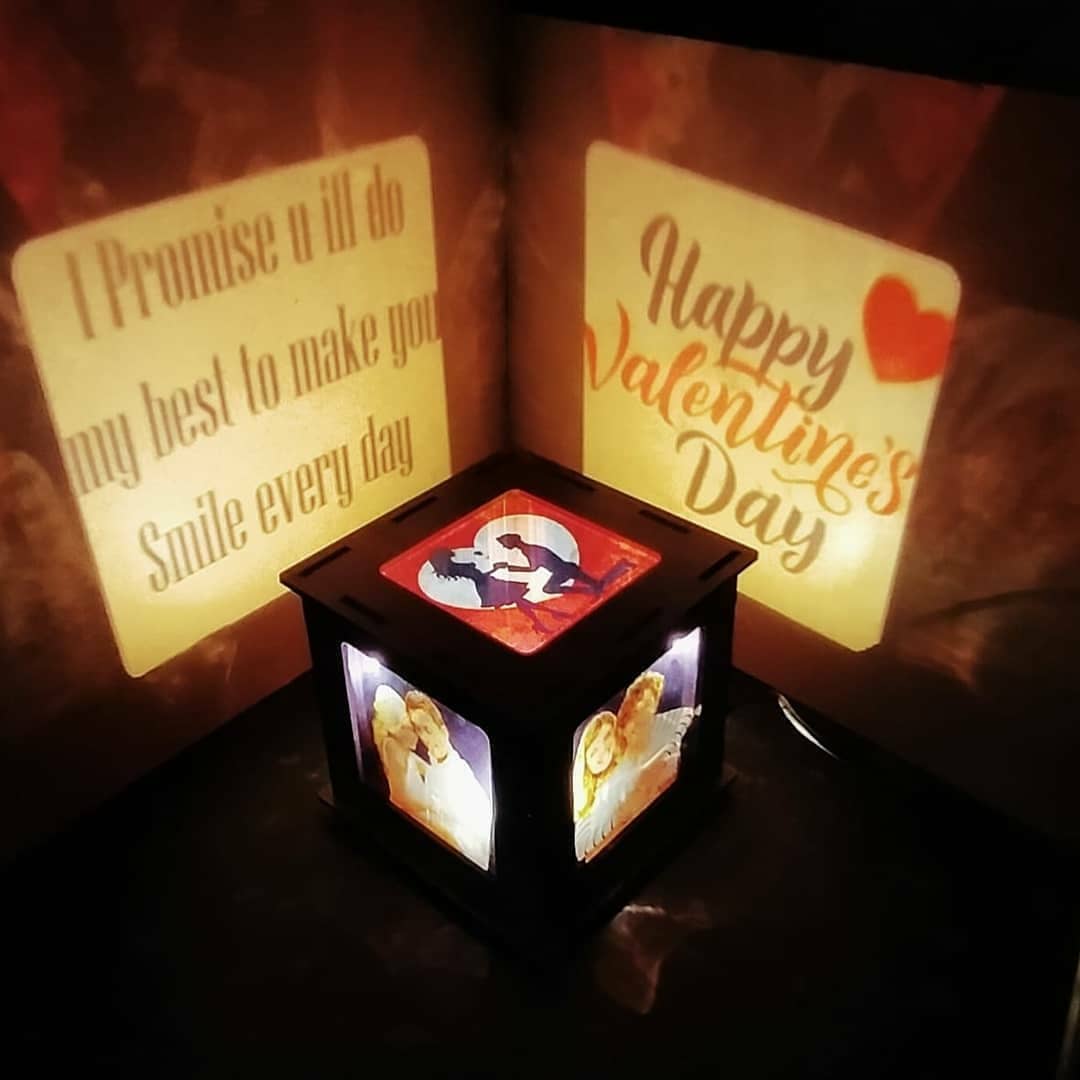 I Promise u ill do
my best to make you
Smile every day
Happy
Valentine's
Day